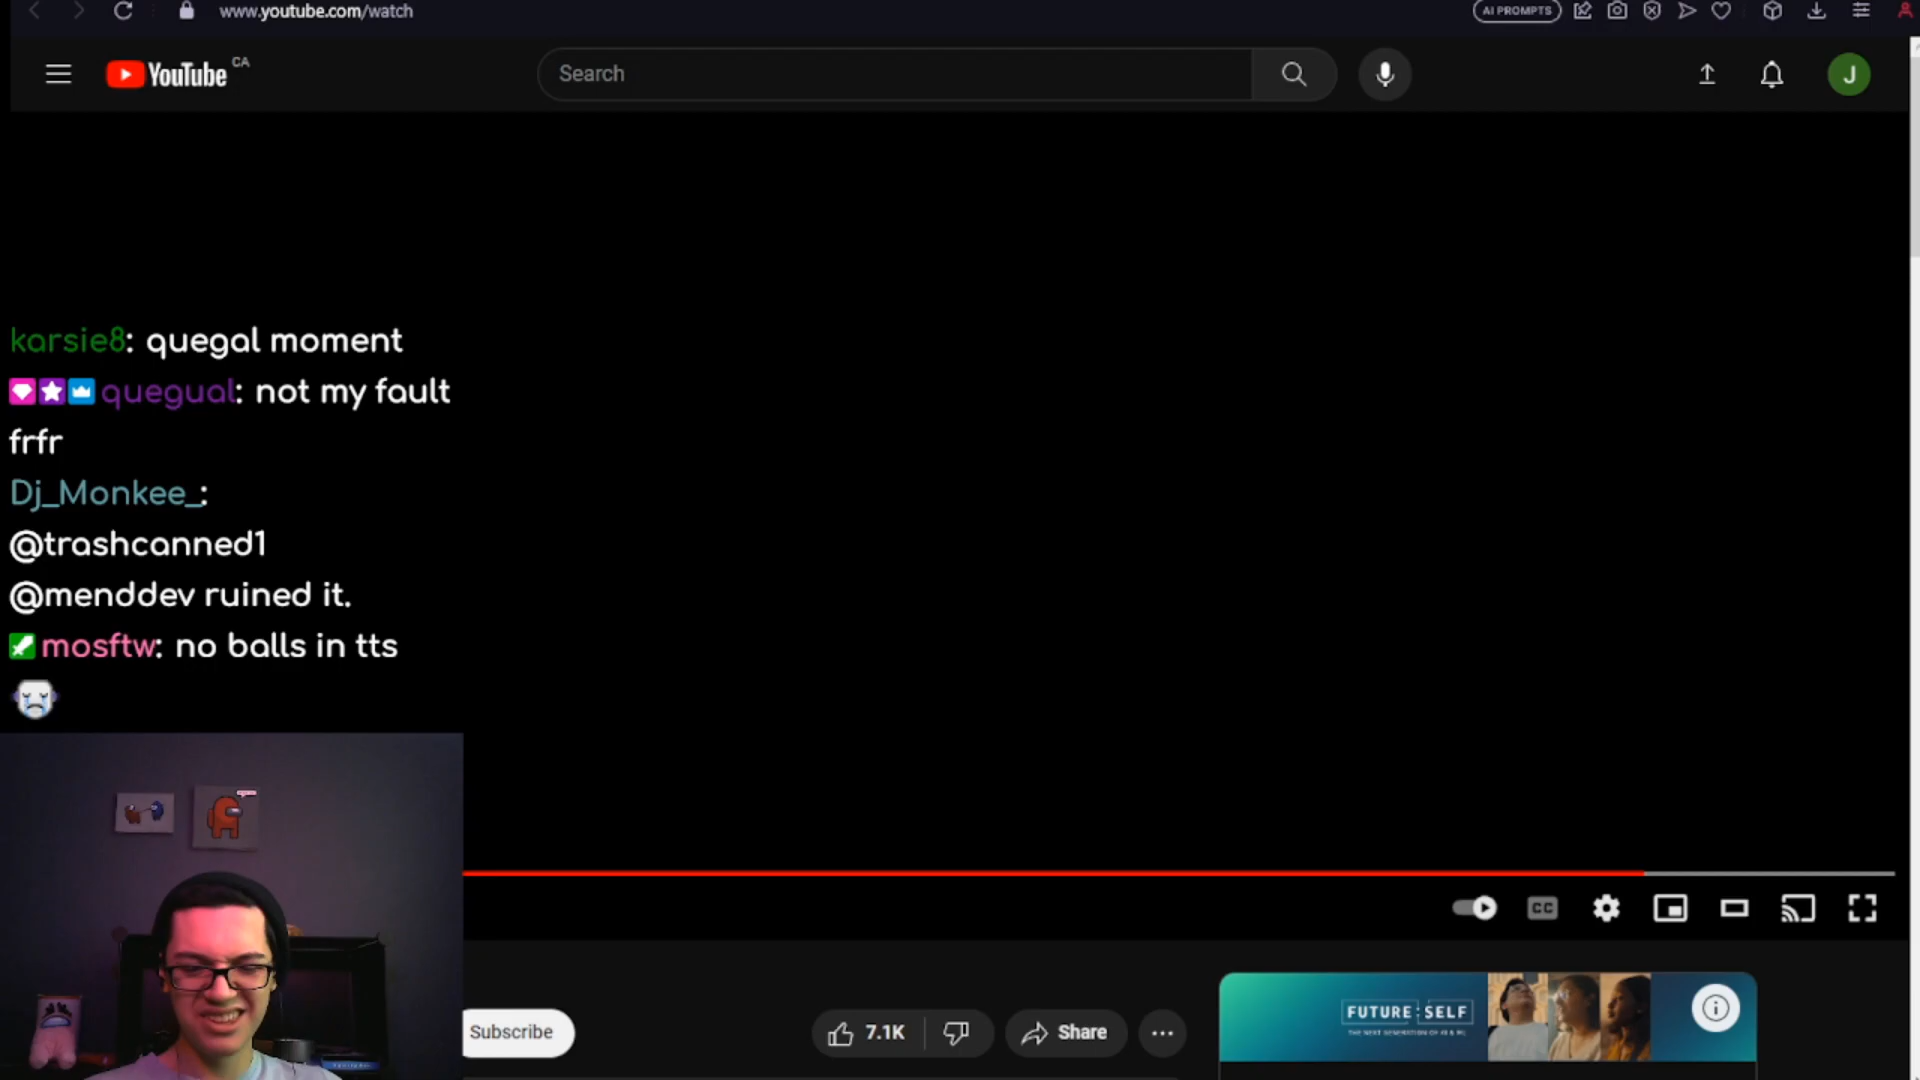 www.youtube.com/watch
AI PROMPTS
YouTube CA
Search
J
karsie8: quegal moment
quegual: not my fault
frfr
Dj_Monkee_:
@trashcanned1
@menddev ruined it.
mosftw: no balls in tts
CC
Subscribe
7.1K
Share
FUTURE SELF